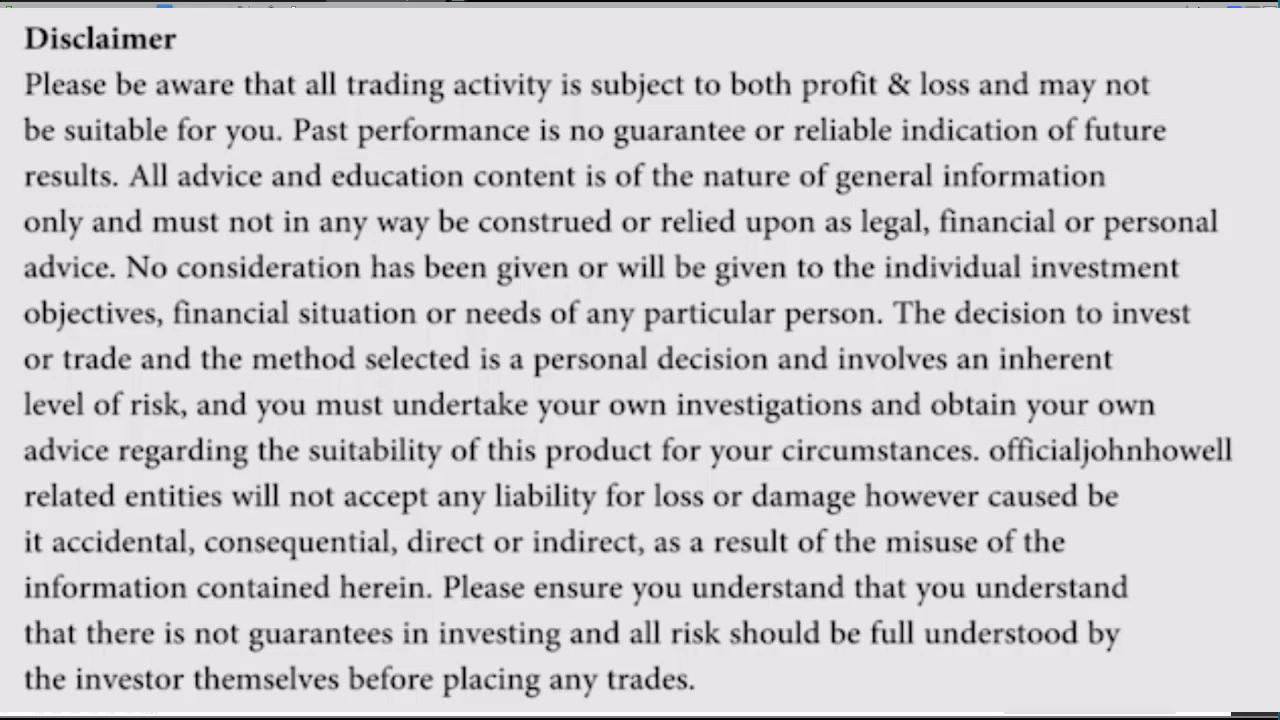 Disclaimer
Please be aware that all trading activity is subject to both profit & loss and may not
be suitable for you. Past performance is no guarantee or reliable indication of future
results. All advice and education content is of the nature of general information
only and must not in any way be construed or relied upon as legal, financial or personal
advice. No consideration has been given or will be given to the individual investment
objectives, financial situation or needs of any particular person. The decision to invest
or trade and the method selected is a personal decision and involves an inherent
level of risk, and you must undertake your own investigations and obtain your own
advice regarding the suitability of this product for your circumstances. officialjohnhowell
related entities will not accept any liability for loss or damage however caused be
it accidental, consequential, direct or indirect, as a result of the misuse of the
information contained herein. Please ensure you understand that you understand
that there is not guarantees in investing and all risk should be full understood by
the investor themselves before placing any trades.